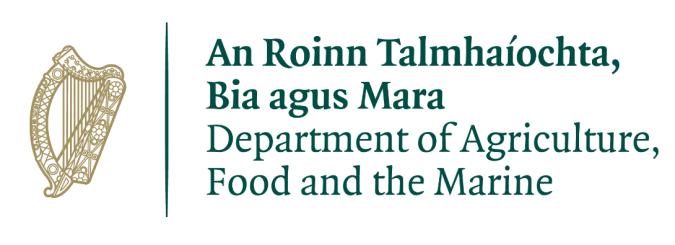 An Roinn Talmhaíochta,
Bia agus Mara
Department of Agriculture,
Food and the Marine